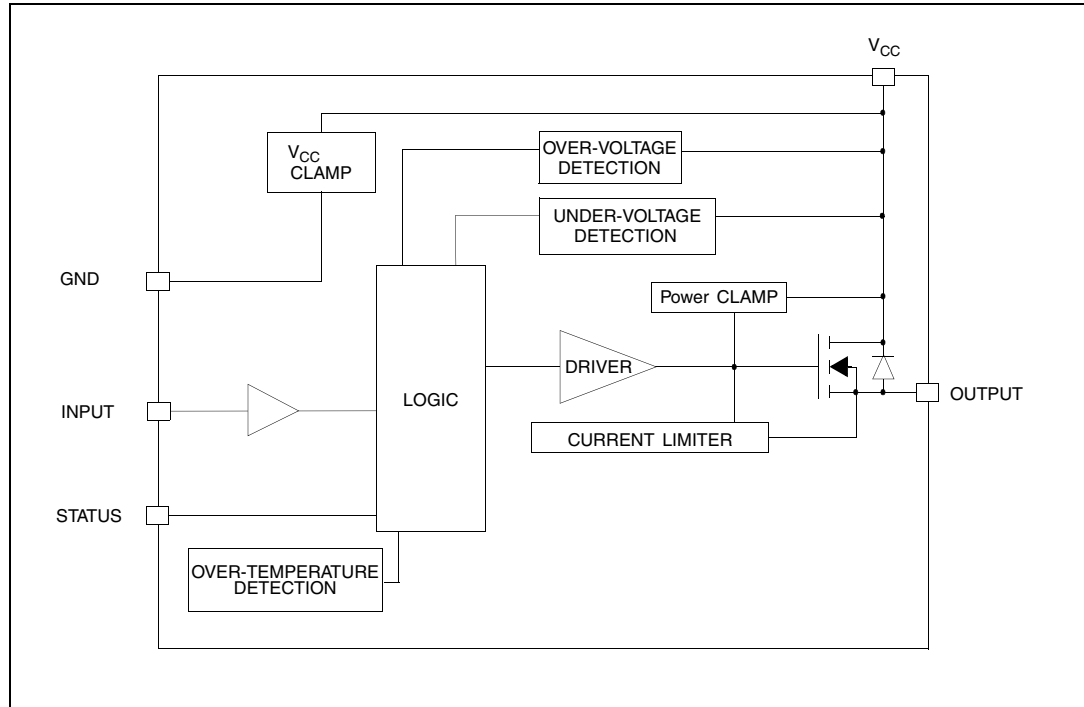 VCC
VCC
CLAMP
OVER-VOLTAGE
DETECTION
UNDER-VOLTAGE
DETECTION
GND
Power CLAMP
DRIVER
LOGIC
INPUT
OUTPUT
CURRENT LIMITER
STATUS
OVER-TEMPERATURE
DETECTION